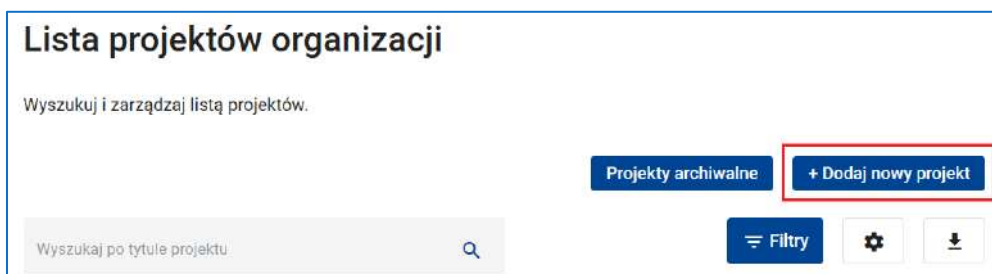 Lista projektów organizacji
Wyszukuj i zarządzaj listą projektów.
Projekty archiwalne
+ Dodaj nowy projekt
Wyszukaj po tytule projektu
Filtry